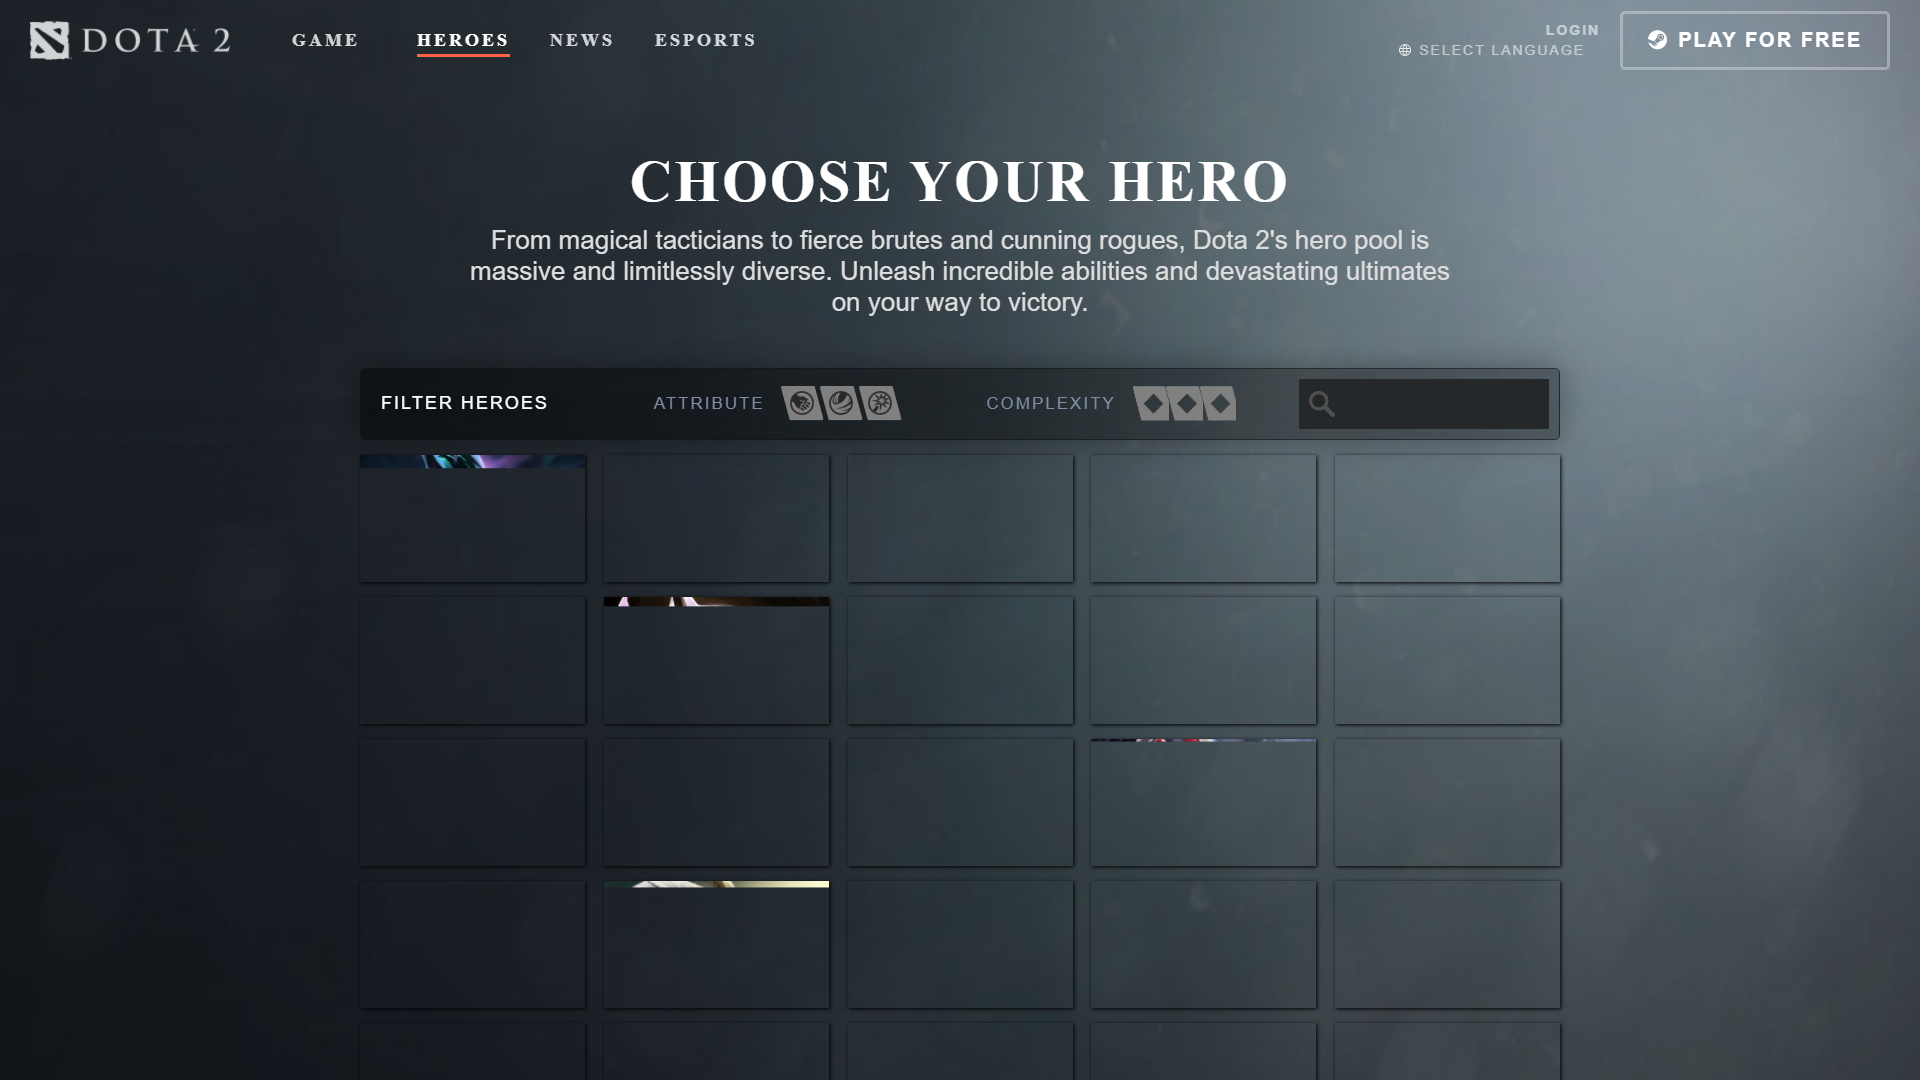 DOTA 2
GAME
HEROES
NEWS
ESPORTS
LOGIN
SELECT LANGUAGE
PLAY FOR FREE
CHOOSE YOUR HERO
From magical tacticians to fierce brutes and cunning rogues, Dota 2's hero pool is
massive and limitlessly diverse. Unleash incredible abilities and devastating ultimates
on your way to victory.
FILTER HEROES
ATTRIBUTE
COMPLEXITY